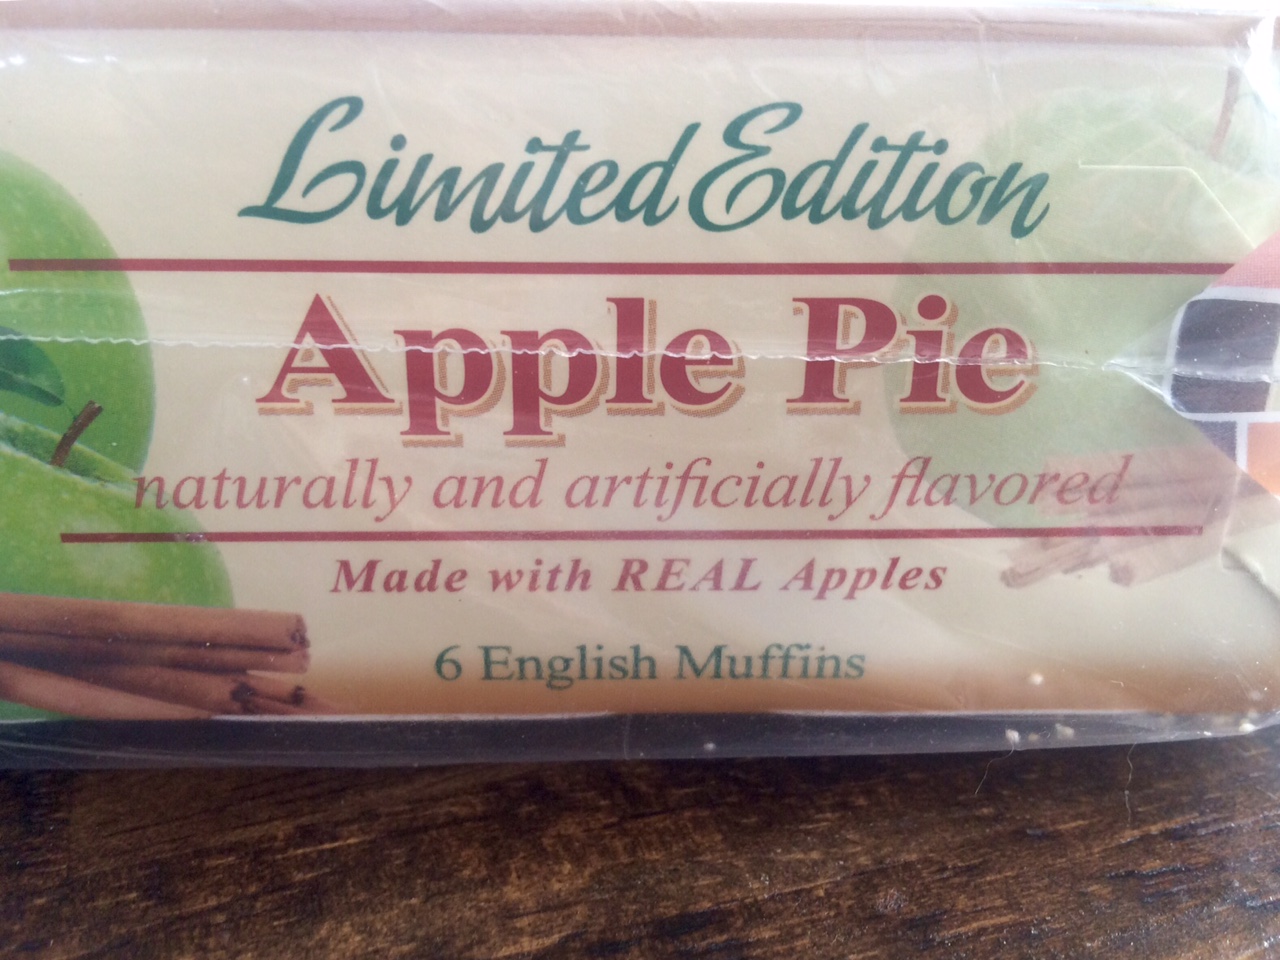 Limited Edition
Apple Pie
naturally and artificially flavored
Made with REAL Apples
6 English Muffins